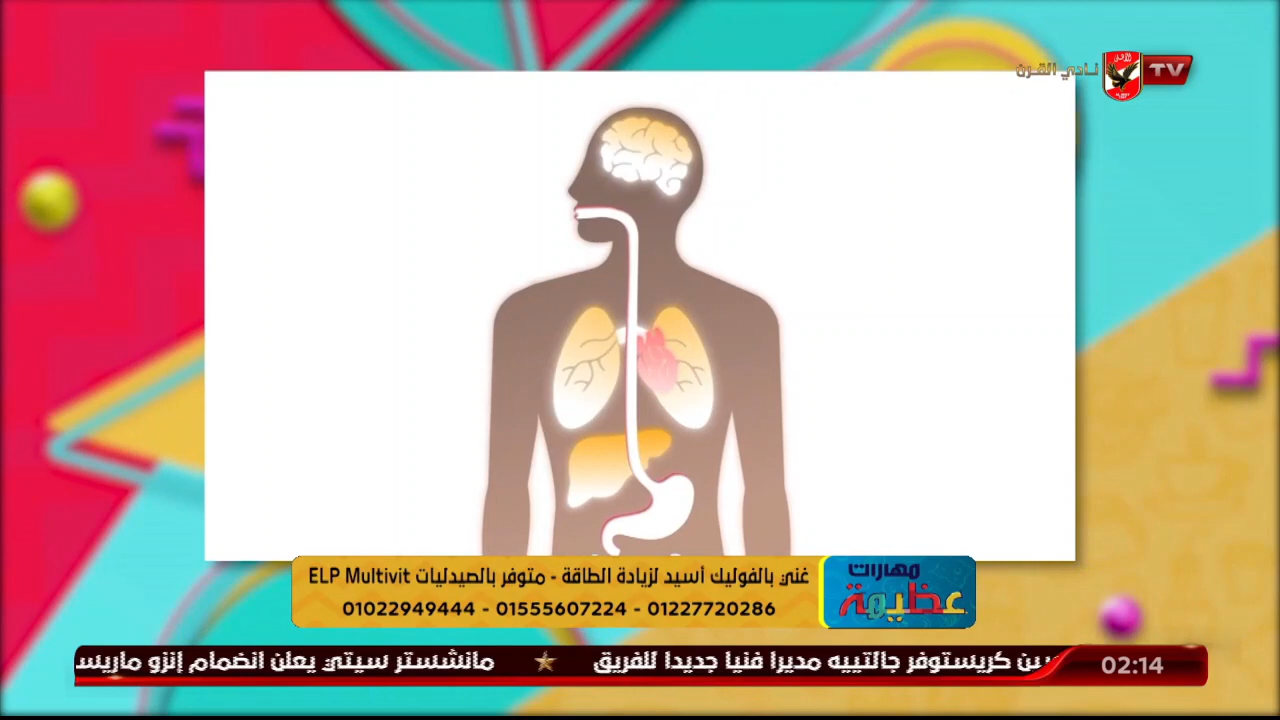 نادي القرن
TV
غني بالفوليك أسيد لزيادة الطاقة - متوفر بالصيدليات ELP Multivit
01022949444 - 01555607224 - 01227720286
مهارات
عظيمة
كريستوفر جالتييه مديرا فنيا جديدا للفريق ★ مانشستر سيتي يعلن انضمام إنزو ماريس
02:14